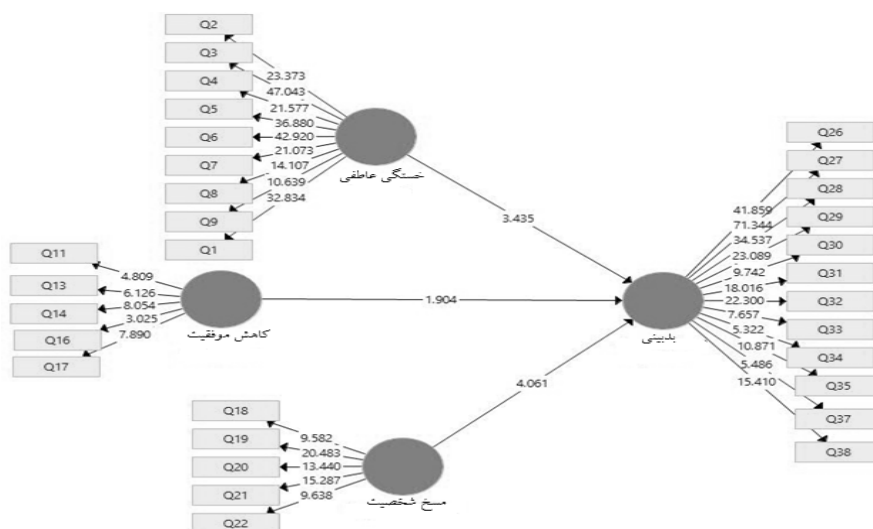 Q2
Q3
Q4
Q5
Q6
Q7
Q8
Q9
Q1
23.373
47.043
21.577
36.880
42.920
21.073
14.107
10.639
32.834
خستگی عاطفی
3.435
Q11
Q13
Q14
Q16
Q17
4.809
6.126
8.054
3.025
7.890
کاهش موفقیت
1.904
Q18
Q19
Q20
Q21
Q22
9.582
20.483
13.440
15.287
9.638
مسخ شخصیت
4.061
بدبینی
41.859
71.344
34.537
23.089
9.742
18.016
22.300
7.657
5.322
10.871
5.486
15.410
Q26
Q27
Q28
Q29
Q30
Q31
Q32
Q33
Q34
Q35
Q37
Q38